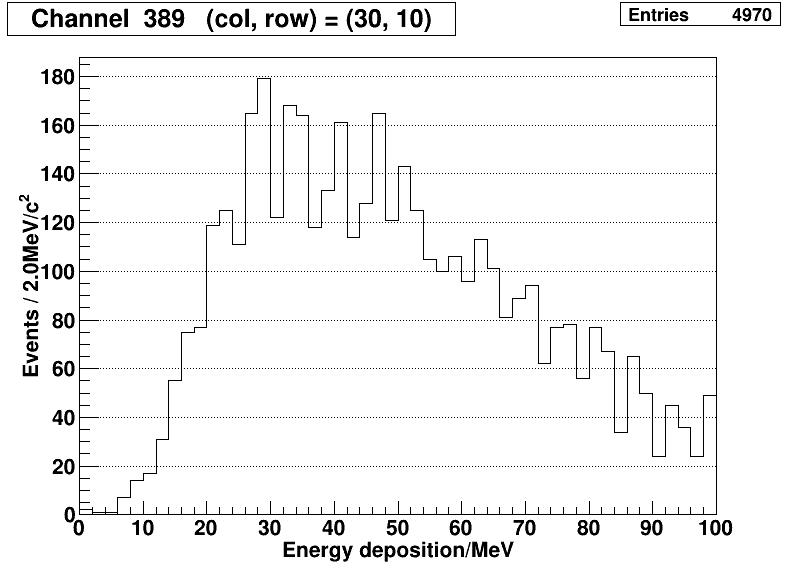 Channel 389 (col, row) = (30, 10)
Entries 4970
Events / 2.0MeV/c²
180
160
140
120
100
80
60
40
20
0
0 10 20 30 40 50 60 70 80 90 100
Energy deposition/MeV